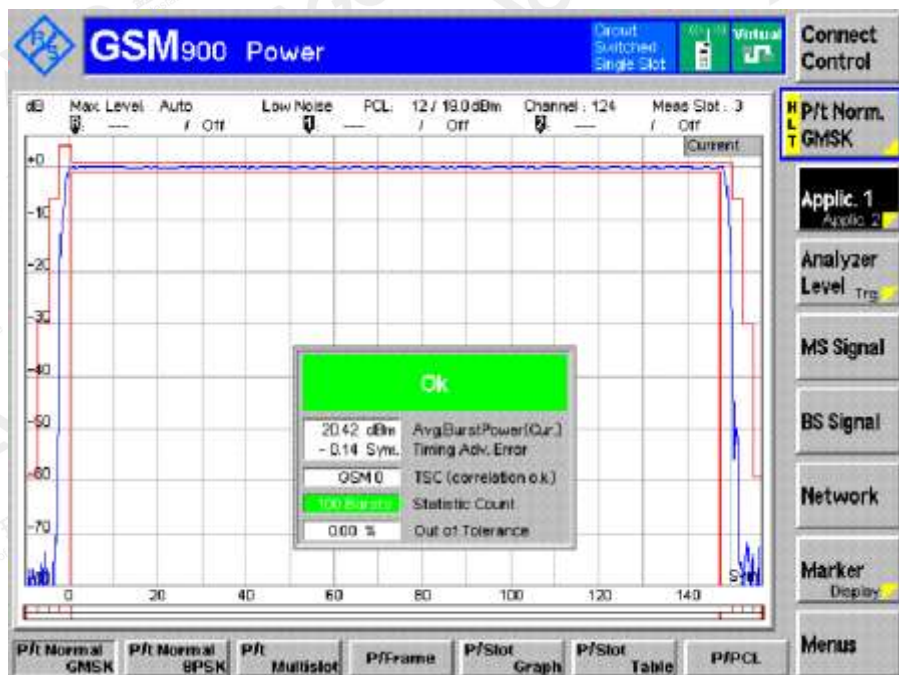 R&S GSM900 Power Circuit Switched Single Slot Virtual Connect Control
dB Max. Level: Auto Low Noise PCL: 12 / 19.0 dBm Channel : 124 Meas Slot : 3
--- / Off 1 --- / Off 2 --- / Off
Current
HLT P/t Norm. GMSK
Applic. 1
Applic. 2
Analyzer Level Trg
MS Signal
BS Signal
Network
Marker
Display
Menus
+0
-10
-20
-30
-40
-50
-60
-70
Ok
20.42 dBm Avg.BurstPower(Cur.)
- 0.14 Sym. Timing Adv. Error
GSM 0 TSC (correlation o.k.)
100 Bursts Statistic Count
0.00 % Out of Tolerance
0 20 40 60 80 100 120 140
P/t Normal GMSK P/t Normal 8PSK P/t Multislot P/Frame P/Slot Graph P/Slot Table P/PCL